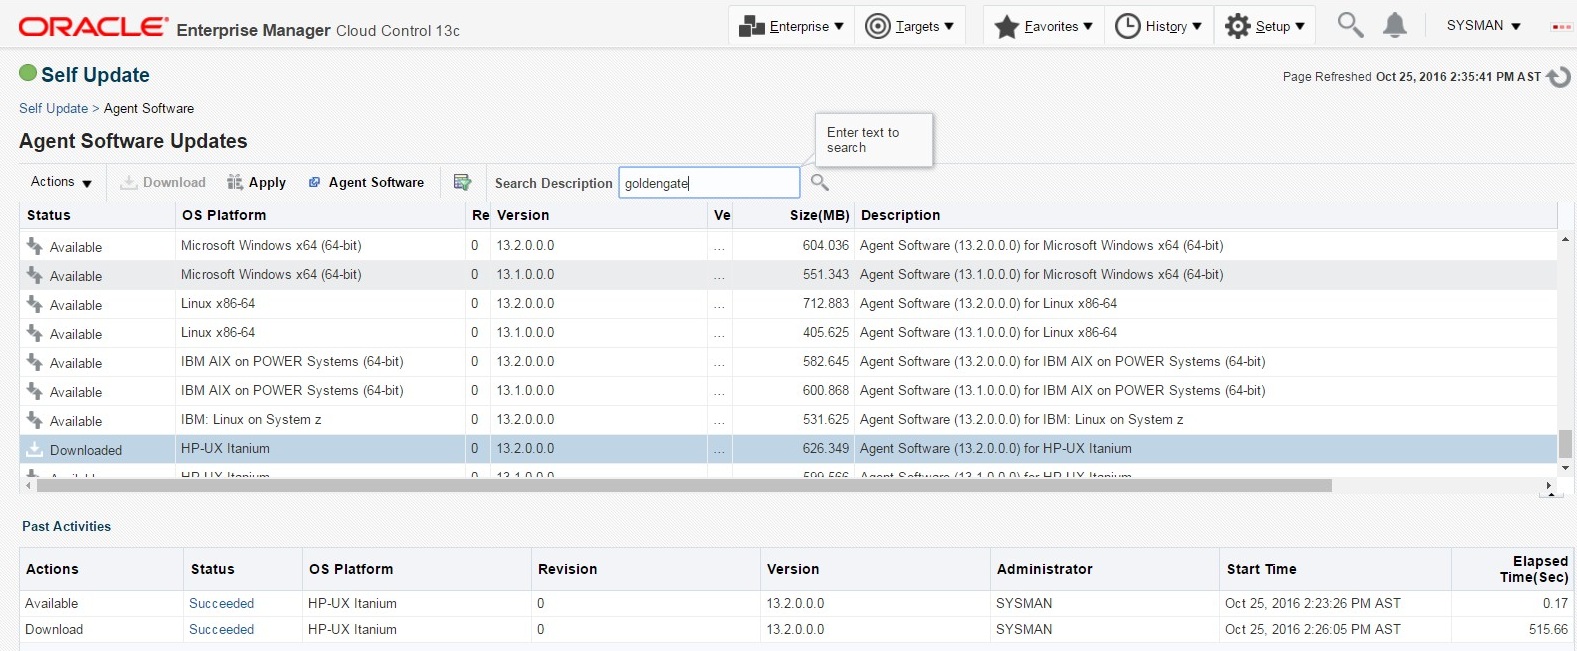 ORACLE Enterprise Manager Cloud Control 13c
Enterprise Targets Favorites History Setup SYSMAN
Self Update
Page Refreshed Oct 25, 2016 2:35:41 PM AST
Self Update > Agent Software
Agent Software Updates
Enter text to
search
Actions Download Apply Agent Software Search Description goldengate
Status OS Platform Re Version Ve Size(MB) Description
Available Microsoft Windows x64 (64-bit) 0 13.2.0.0.0 ... 604.036 Agent Software (13.2.0.0.0) for Microsoft Windows x64 (64-bit)
Available Microsoft Windows x64 (64-bit) 0 13.1.0.0.0 ... 551.343 Agent Software (13.1.0.0.0) for Microsoft Windows x64 (64-bit)
Available Linux x86-64 0 13.2.0.0.0 ... 712.883 Agent Software (13.2.0.0.0) for Linux x86-64
Available Linux x86-64 0 13.1.0.0.0 ... 405.625 Agent Software (13.1.0.0.0) for Linux x86-64
Available IBM AIX on POWER Systems (64-bit) 0 13.2.0.0.0 ... 582.645 Agent Software (13.2.0.0.0) for IBM AIX on POWER Systems (64-bit)
Available IBM AIX on POWER Systems (64-bit) 0 13.1.0.0.0 ... 600.868 Agent Software (13.1.0.0.0) for IBM AIX on POWER Systems (64-bit)
Available IBM: Linux on System z 0 13.2.0.0.0 ... 531.625 Agent Software (13.2.0.0.0) for IBM: Linux on System z
Downloaded HP-UX Itanium 0 13.2.0.0.0 ... 626.349 Agent Software (13.2.0.0.0) for HP-UX Itanium
HP-UX Itanium 0 13.1.0.0.0 Agent Software (13.1.0.0.0) for HP-UX Itanium
Past Activities
Actions Status OS Platform Revision Version Administrator Start Time Elapsed
Time(Sec)
Available Succeeded HP-UX Itanium 0 13.2.0.0.0 SYSMAN Oct 25, 2016 2:23:26 PM AST 0.17
Download Succeeded HP-UX Itanium 0 13.2.0.0.0 SYSMAN Oct 25, 2016 2:26:05 PM AST 515.66